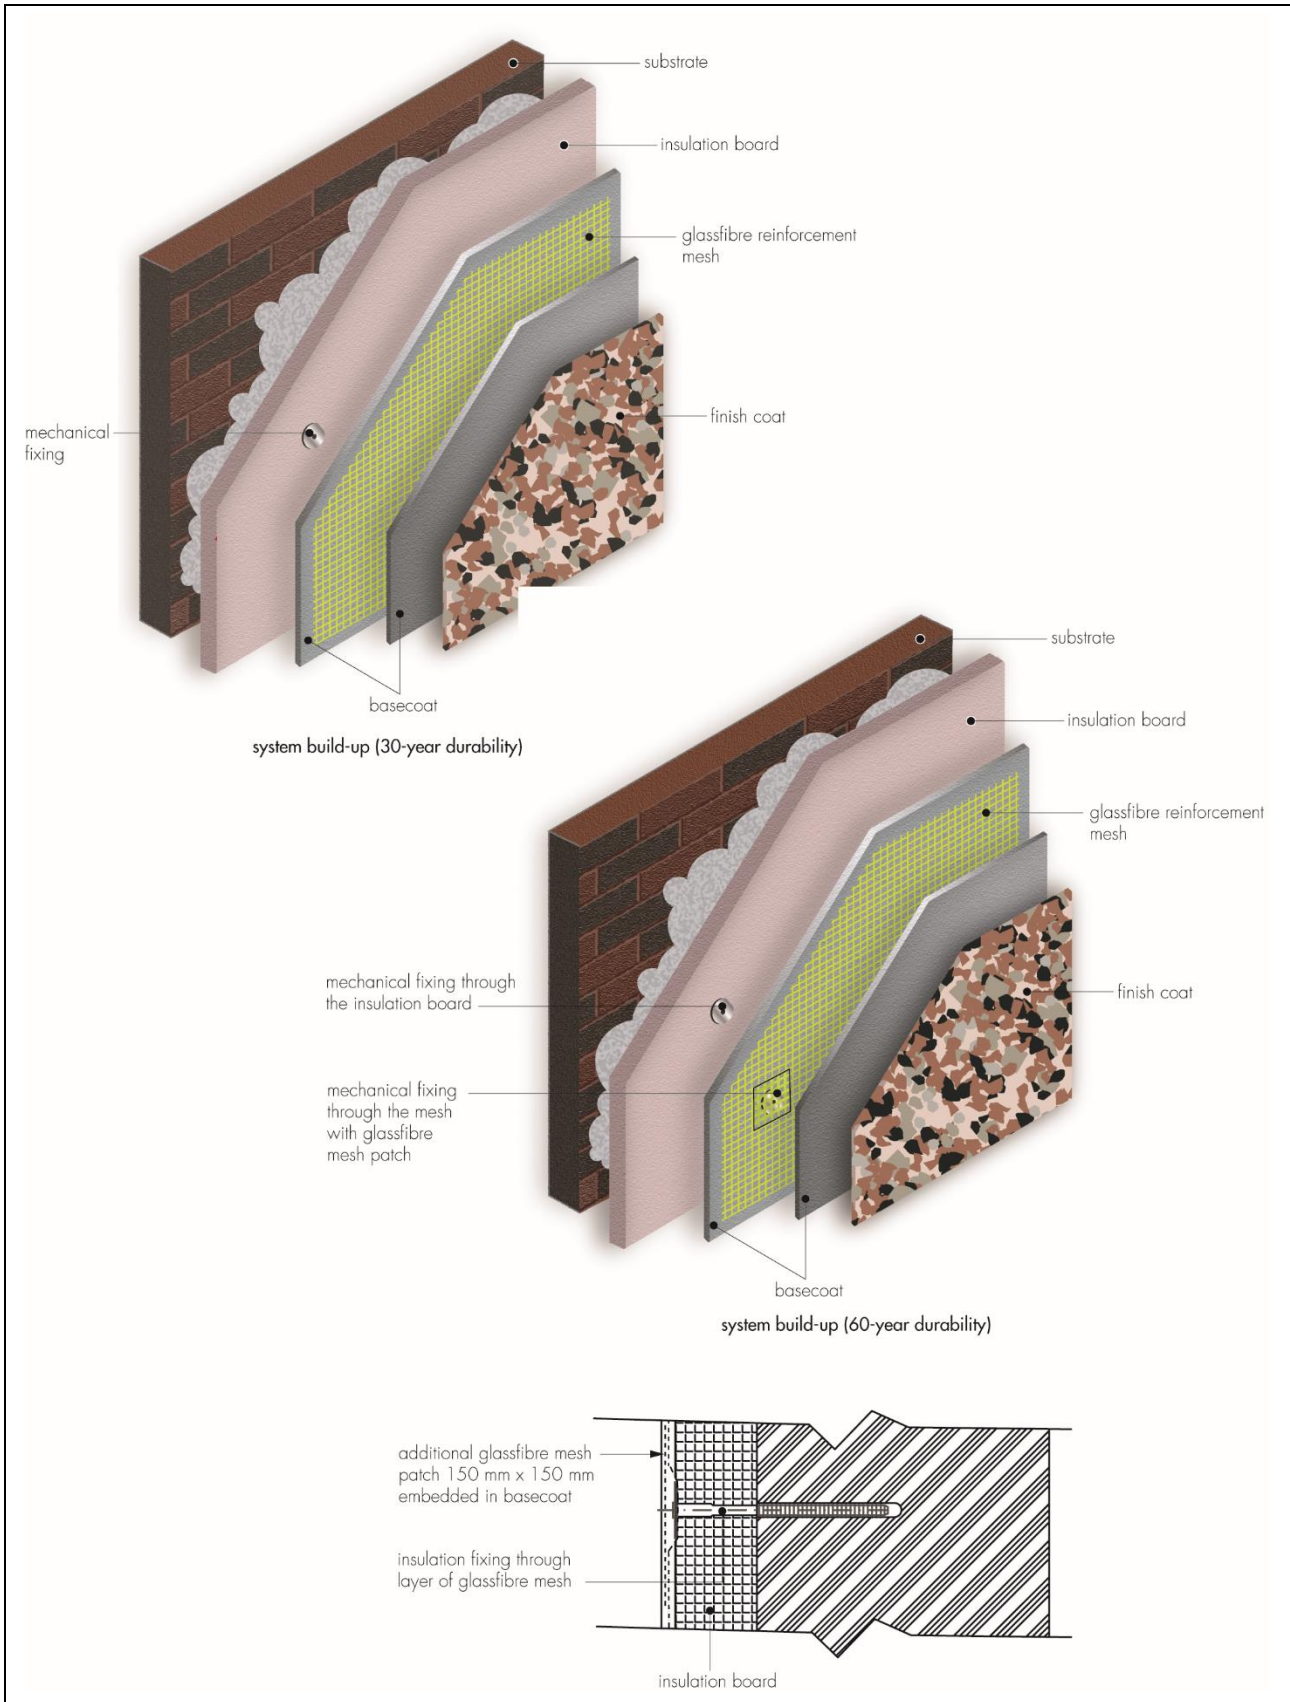 substrate
insulation board
glassfibre reinforcement
mesh
finish coat
mechanical
fixing
basecoat
system build-up (30-year durability)
substrate
insulation board
glassfibre reinforcement
mesh
mechanical fixing through
the insulation board
finish coat
mechanical fixing
through the mesh
with glassfibre
mesh patch
basecoat
system build-up (60-year durability)
additional glassfibre mesh
patch 150 mm x 150 mm
embedded in basecoat
insulation fixing through
layer of glassfibre mesh
insulation board